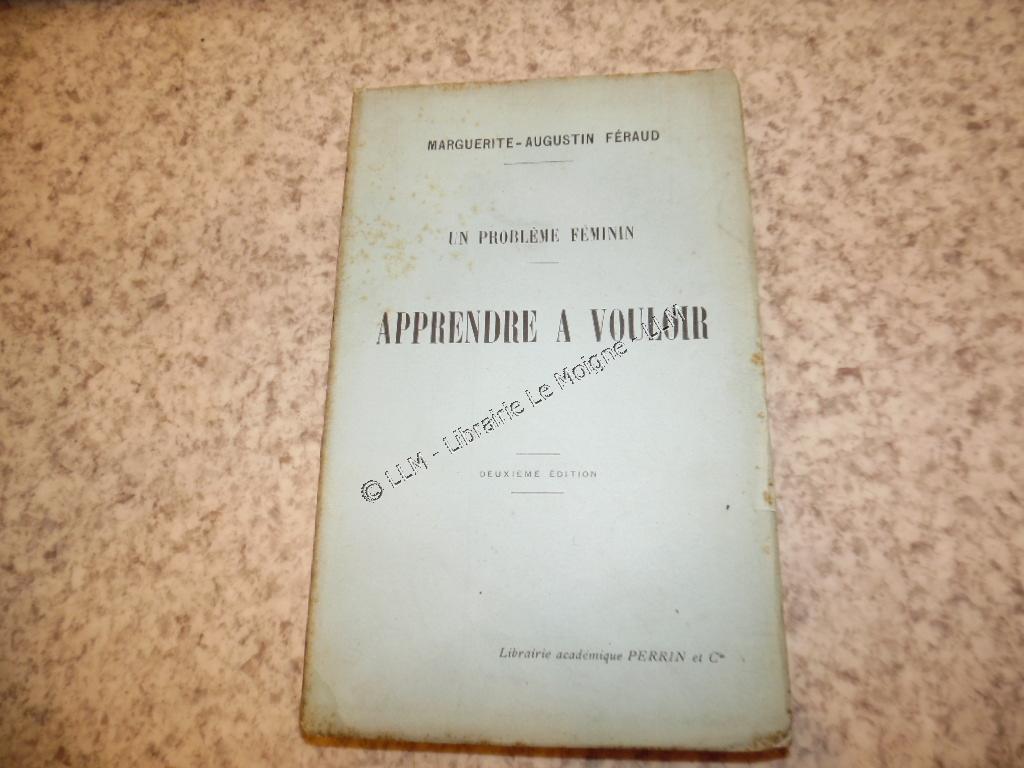 MARGUERITE-AUGUSTIN FÉRAUD
UN PROBLÈME FÉMININ
APPRENDRE A VOULOIR
© LLM - Librairie Le Moigne - LLM
DEUXIÈME ÉDITION
Librairie académique PERRIN et Cie